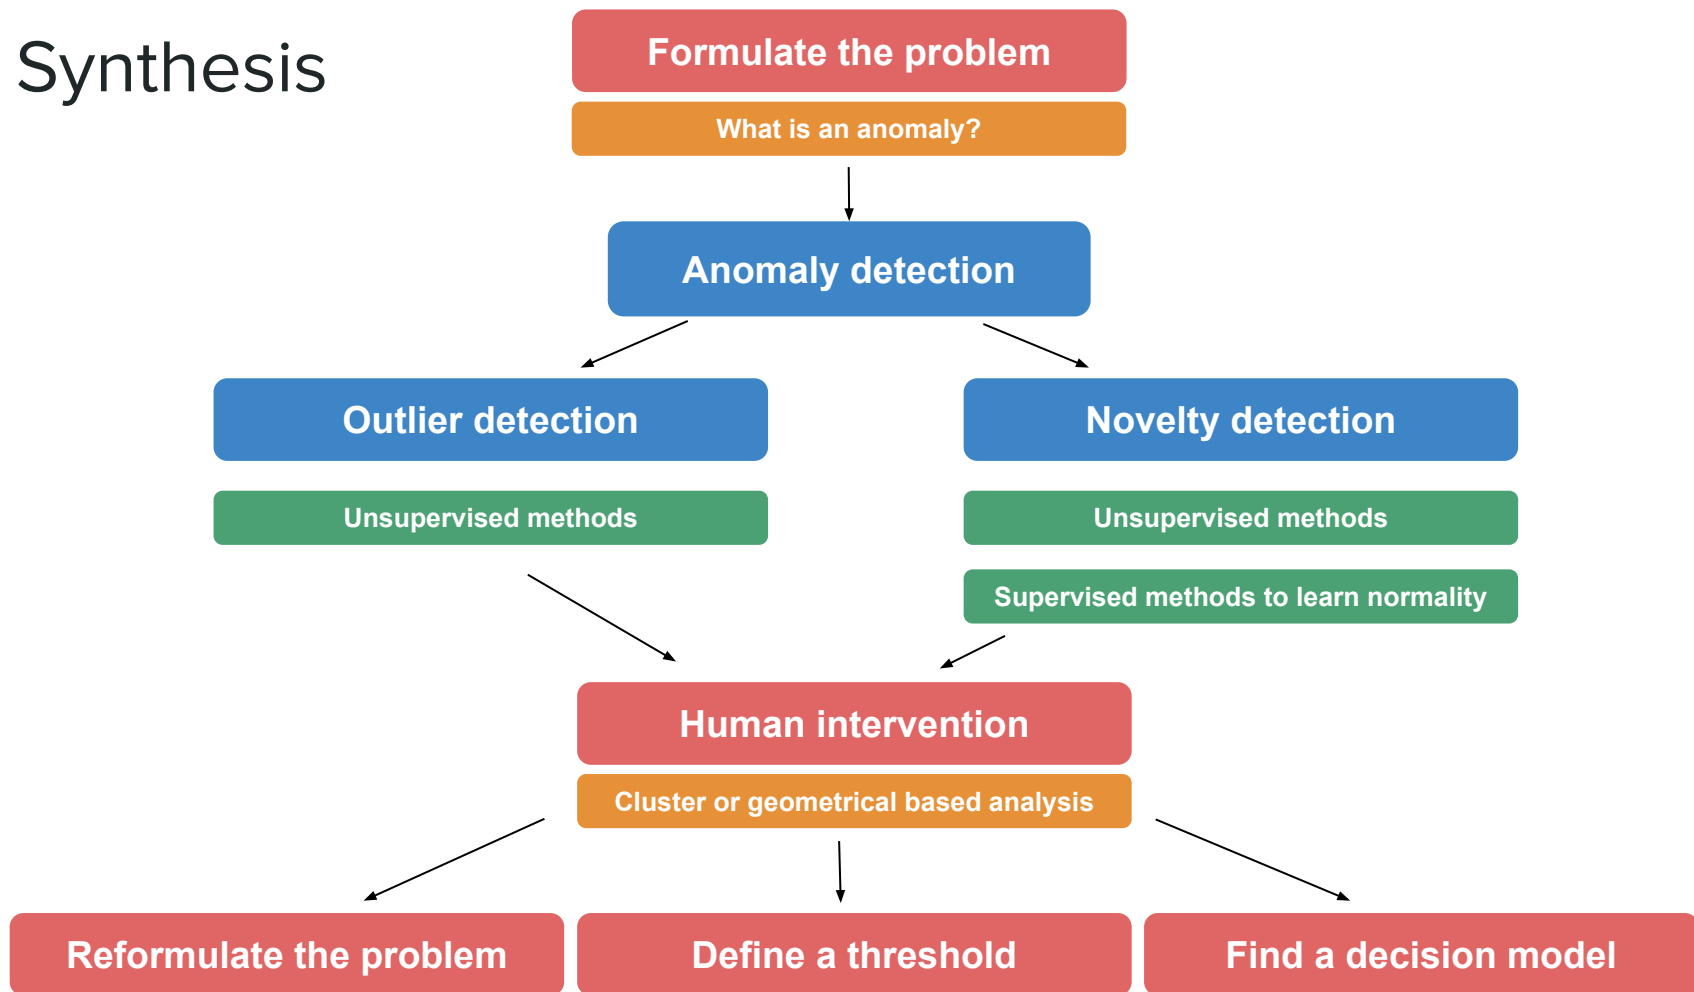 Synthesis
Formulate the problem
What is an anomaly?
Anomaly detection
Outlier detection
Novelty detection
Unsupervised methods
Unsupervised methods
Supervised methods to learn normality
Human intervention
Cluster or geometrical based analysis
Reformulate the problem
Define a threshold
Find a decision model